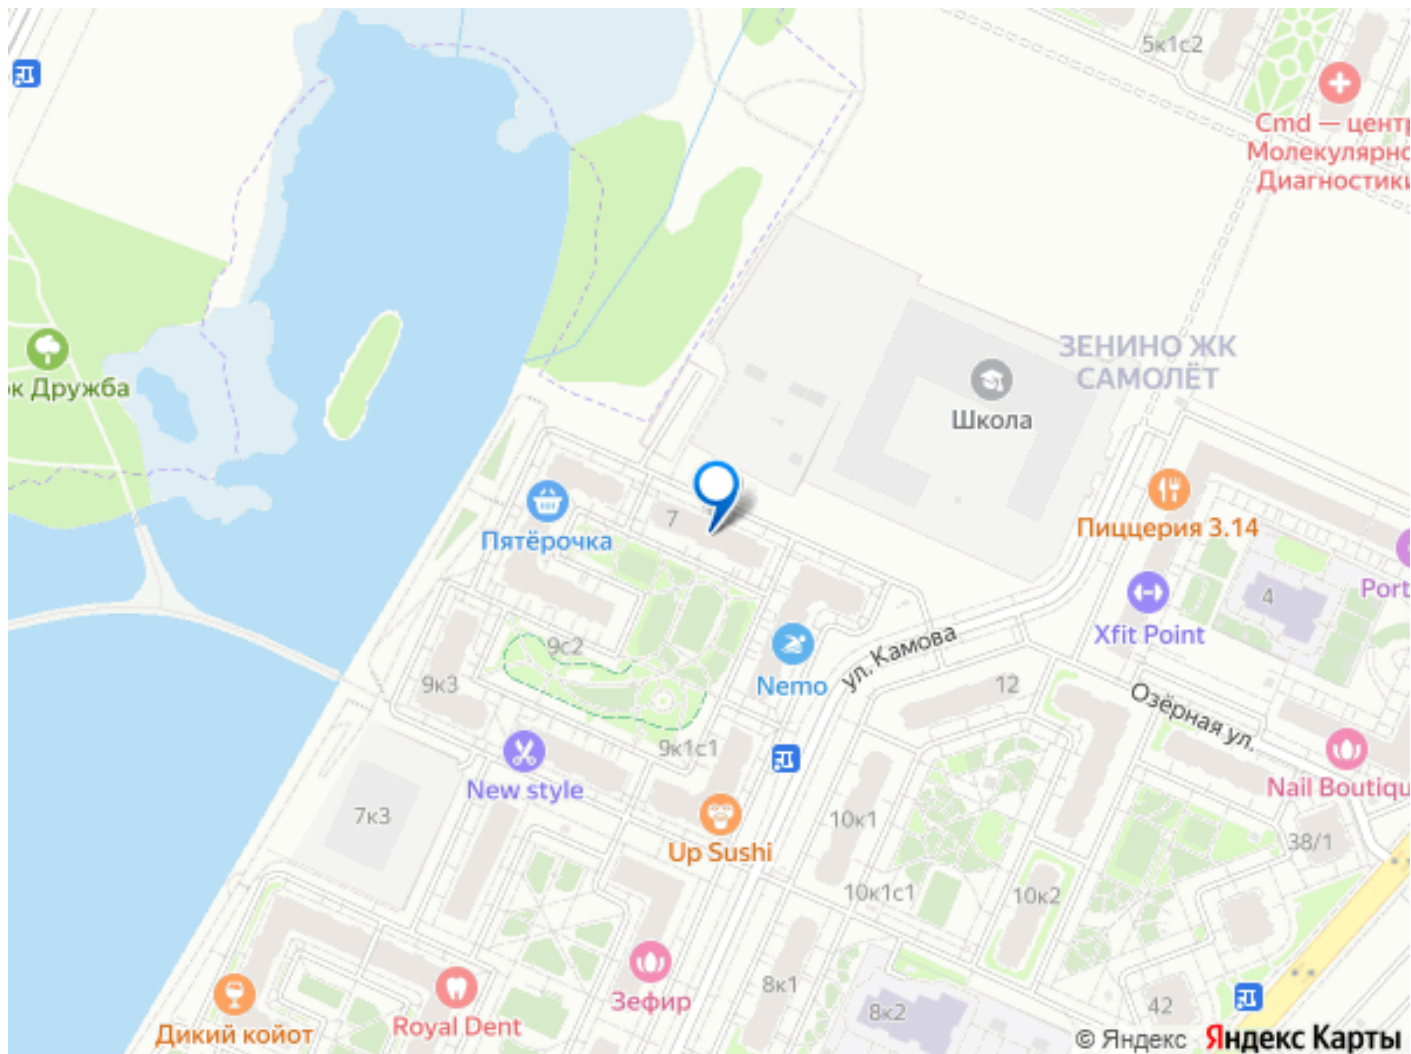 5к1с2
Cmd — центр
Молекулярно
Диагностики
ЗЕНИНО ЖК
САМОЛЁТ
ок Дружба
Школа
Пятёрочка
7
Пиццерия 3.14
4
Port
Xfit Point
9с2
ул. Камова
9к3
Nemo
12
Озёрная ул.
9к1с1
New style
Nail Boutiqu
7к3
Up Sushi
10к1
38/1
10к1с1
10к2
Зефир
8к1
Royal Dent
8к2
42
Дикий койот
© Яндекс Яндекс Карты